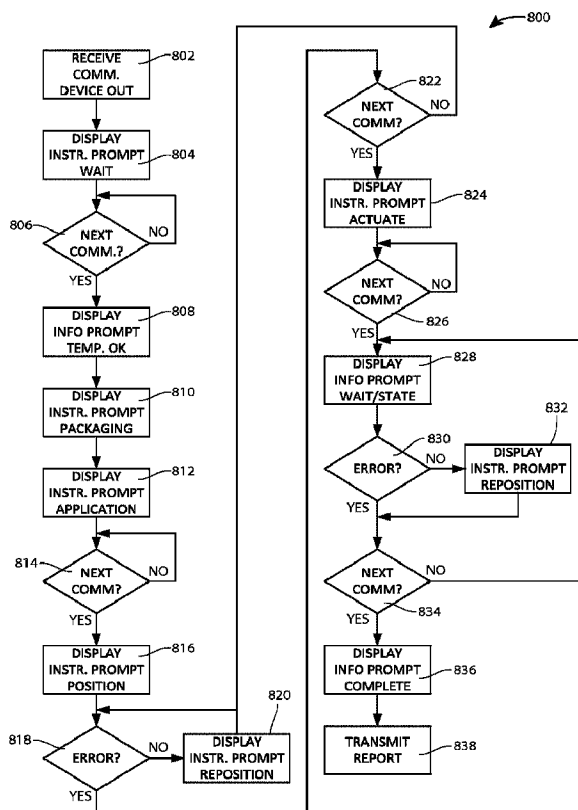 800
RECEIVE
COMM.
DEVICE OUT
802
DISPLAY
INSTR. PROMPT
WAIT
804
806
NEXT
COMM.?
NO
YES
DISPLAY
INFO PROMPT
TEMP. OK
808
DISPLAY
INSTR. PROMPT
PACKAGING
810
DISPLAY
INSTR. PROMPT
APPLICATION
812
814
NEXT
COMM?
NO
YES
DISPLAY
INSTR. PROMPT
POSITION
816
818
ERROR?
NO
YES
820
DISPLAY
INSTR. PROMPT
REPOSITION
822
NEXT
COMM?
NO
YES
DISPLAY
INSTR. PROMPT
ACTUATE
824
NEXT
COMM?
NO
826
YES
DISPLAY
INFO PROMPT
WAIT/STATE
828
830
ERROR?
NO
YES
832
DISPLAY
INSTR. PROMPT
REPOSITION
NEXT
COMM?
NO
834
YES
DISPLAY
INFO PROMPT
COMPLETE
836
TRANSMIT
REPORT
838